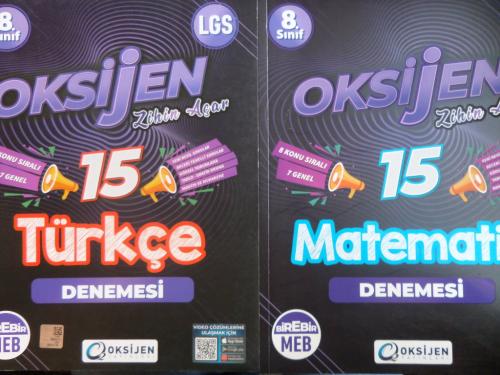 8.
Sınıf
LGS
OKSİJEN
Zihin Açar
KONU SIRALI
7 GENEL
15
Türkçe
DENEMESİ
BİREBİR
MEB
OKSİJEN
VİDEO ÇÖZÜMLERİNE
ULAŞMAK İÇİN
8.
Sınıf
OKSİJEN
Zihin A
8 KONU SIRALI
7 GENEL
15
Matemati
DENEMESİ
BİREBİR
MEB
OKSİJEN